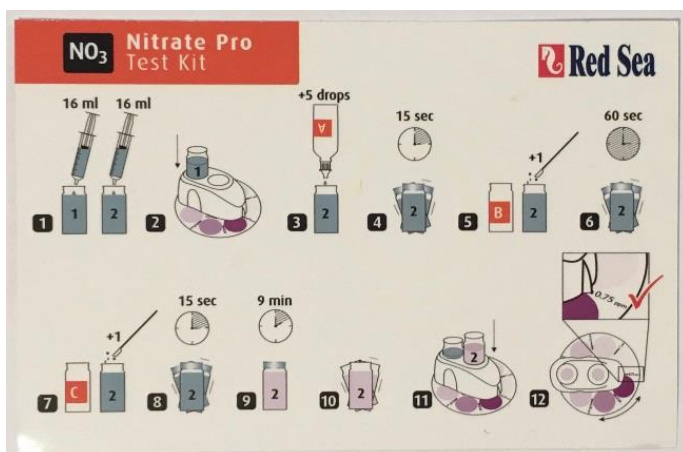 NO3 Nitrate Pro
Test Kit
Red Sea
16 ml 16 ml
+5 drops
15 sec
+1
60 sec
1 2
1
A
2
2
B 2
2
1 2 3 4 5 6
+1
15 sec
9 min
0.75 ppm
C 2
2
2
2
2
7 8 9 10 11 12